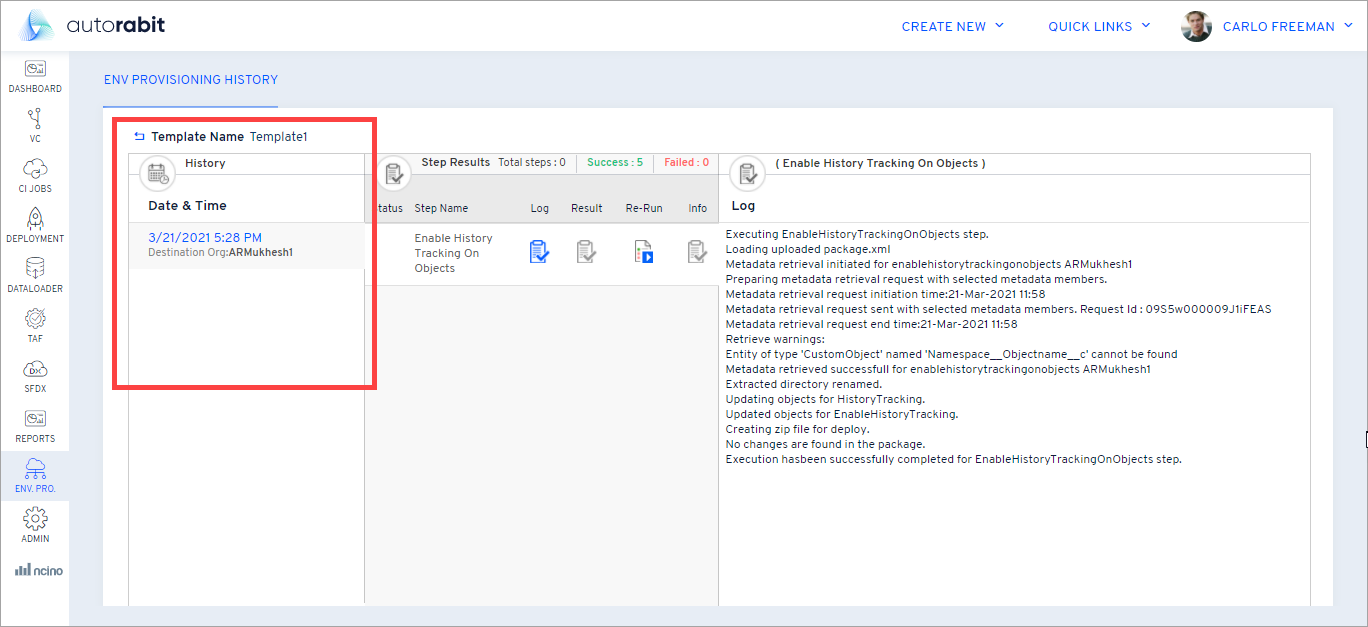 autorabit
CREATE NEW
QUICK LINKS
CARLO FREEMAN
DASHBOARD
VC
CI JOBS
DEPLOYMENT
DATALOADER
TAF
DX
SFDX
REPORTS
ENV. PRO.
ADMIN
ncino
ENV PROVISIONING HISTORY
Template Name Template1
History
Date & Time
3/21/2021 5:28 PM
Destination Org:ARMukhesh1
Step Results Total steps : 0 Success : 5 Failed : 0
tatus Step Name Log Result Re-Run Info
Enable History
Tracking On
Objects
( Enable History Tracking On Objects )
Log
Executing EnableHistoryTrackingOnObjects step.
Loading uploaded package.xml
Metadata retrieval initiated for enablehistorytrackingonobjects ARMukhesh1
Preparing metadata retrieval request with selected metadata members.
Metadata retrieval request initiation time:21-Mar-2021 11:58
Metadata retrieval request sent with selected metadata members. Request Id : 09S5w000009J1iFEAS
Metadata retrieval request end time:21-Mar-2021 11:58
Retrieve warnings:
Entity of type 'CustomObject' named 'Namespace__Objectname__c' cannot be found
Metadata retrieved successfull for enablehistorytrackingonobjects ARMukhesh1
Extracted directory renamed.
Updating objects for HistoryTracking.
Updated objects for EnableHistoryTracking.
Creating zip file for deploy.
No changes are found in the package.
Execution hasbeen successfully completed for EnableHistoryTrackingOnObjects step.